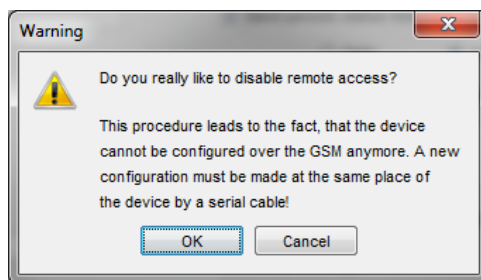 Warning
Do you really like to disable remote access?
This procedure leads to the fact, that the device
cannot be configured over the GSM anymore. A new
configuration must be made at the same place of
the device by a serial cable!
OK Cancel